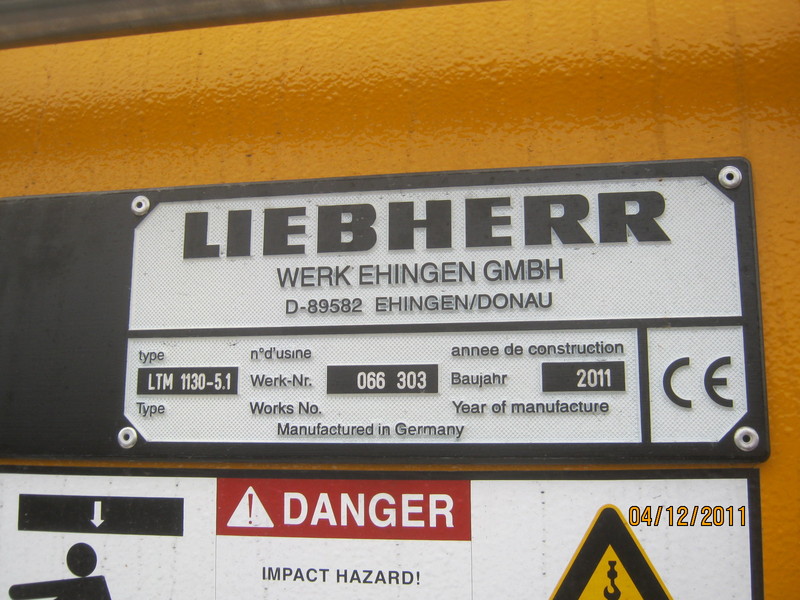 LIEBHERR
WERK EHINGEN GMBH
D-89582 EHINGEN/DONAU
type n°d'usine annee de construction
LTM 1130-5.1 Werk-Nr. 066 303 Baujahr 2011
Type Works No. Year of manufacture
Manufactured in Germany
CE
DANGER
IMPACT HAZARD!
04/12/2011